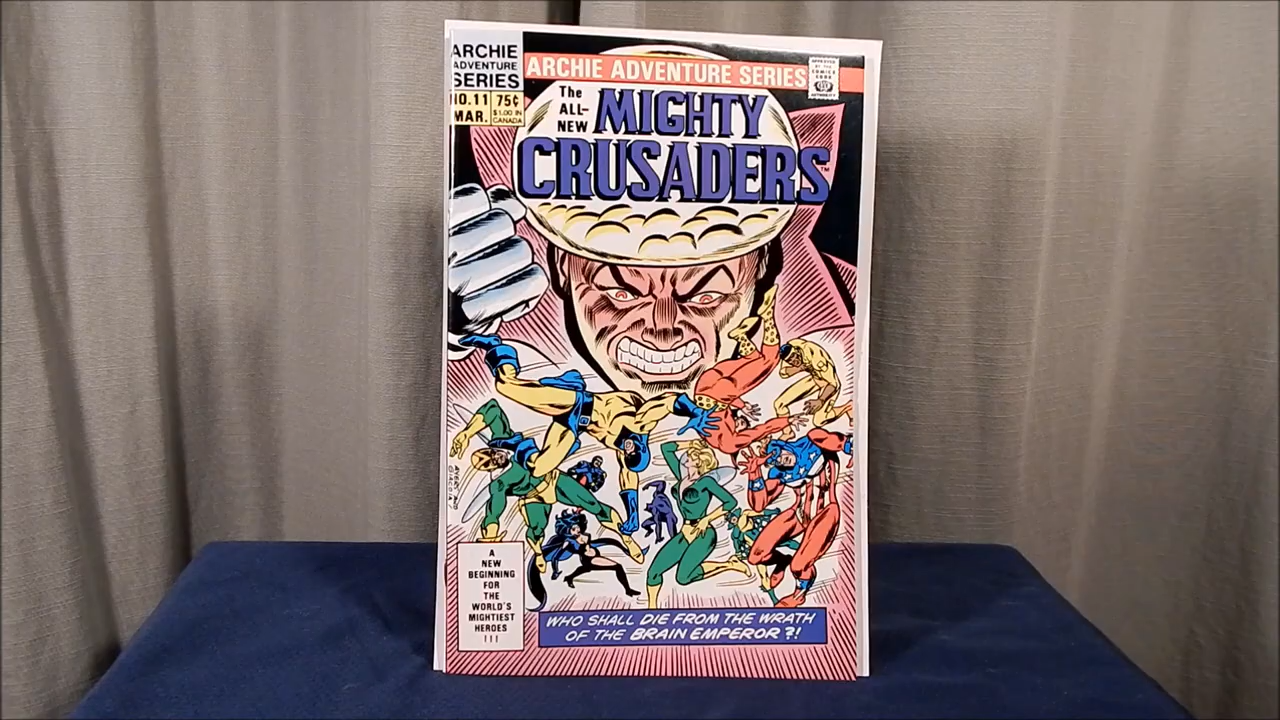 ARCHIE
ADVENTURE
SERIES
NO.11
MAR.
75¢
$1.00 IN
CANADA
ARCHIE ADVENTURE SERIES
APPROVED
BY THE
COMICS
CODE
AUTHORITY
The
ALL-
NEW
MIGHTY
CRUSADERS™
A
NEW
BEGINNING
FOR
THE
WORLD'S
MIGHTIEST
HEROES
!!!
WHO SHALL DIE FROM THE WRATH
OF THE BRAIN EMPEROR?!